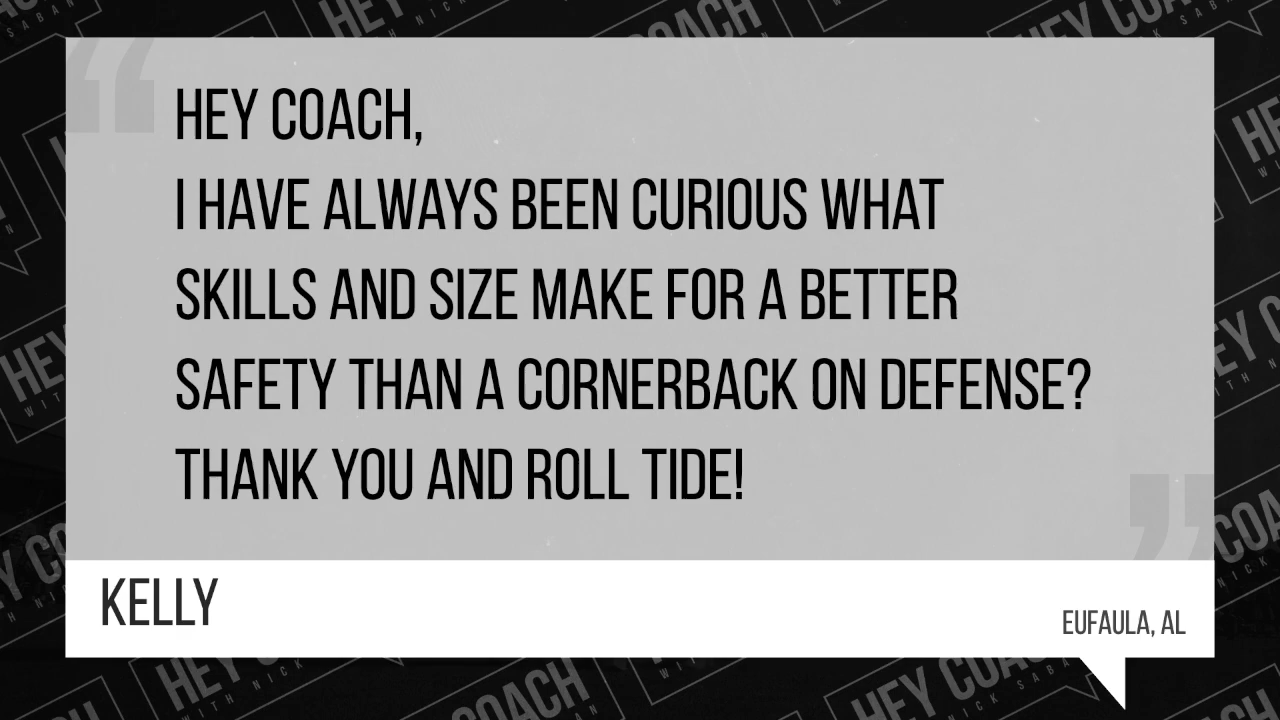 HEY COACH,
I HAVE ALWAYS BEEN CURIOUS WHAT
SKILLS AND SIZE MAKE FOR A BETTER
SAFETY THAN A CORNERBACK ON DEFENSE?
THANK YOU AND ROLL TIDE!
KELLY
EUFAULA, AL